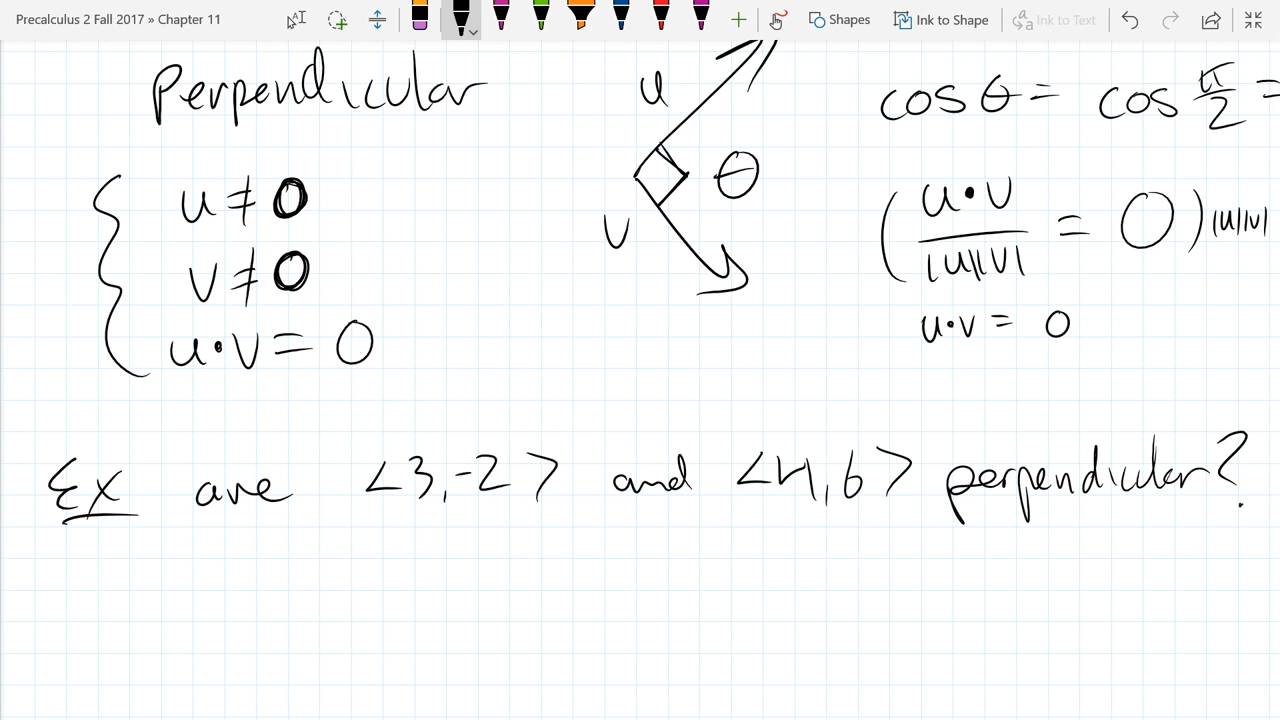 Precalculus 2 Fall 2017 » Chapter 11
Shapes
Ink to Shape
Ink to Text
Perpendicular
u ≠ 0
v ≠ 0
u·v = 0
u
θ
v
cos θ = cos π/2 =
(u·v / |u||v| = 0) |u||v|
u·v = 0
Ex are <3,-2> and <4,6> perpendicular?